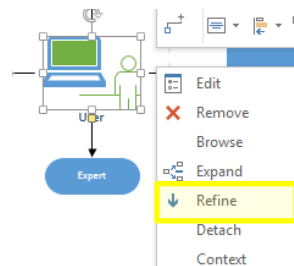 User
Expert
Edit
Remove
Browse
Expand
Refine
Detach
Context